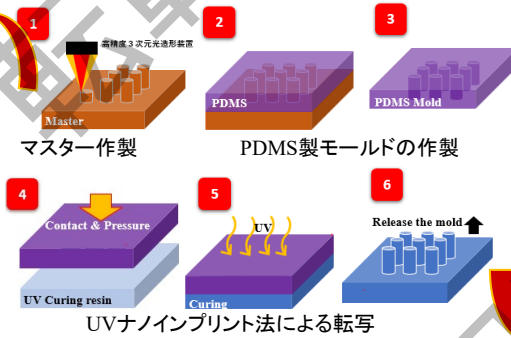 1
高精度3次元光造形装置
Master
マスター作製
2
PDMS
3
PDMS Mold
PDMS製モールドの作製
4
Contact & Pressure
UV Curing resin
5
UV
Curing
6
Release the mold
UVナノインプリント法による転写